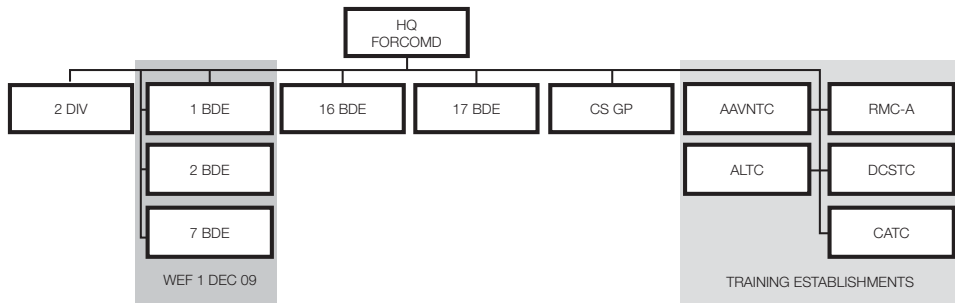 HQ
FORCOMD
2 DIV
1 BDE
16 BDE
17 BDE
CS GP
AAVNTC
RMC-A
2 BDE
ALTC
DCSTC
7 BDE
CATC
WEF 1 DEC 09
TRAINING ESTABLISHMENTS